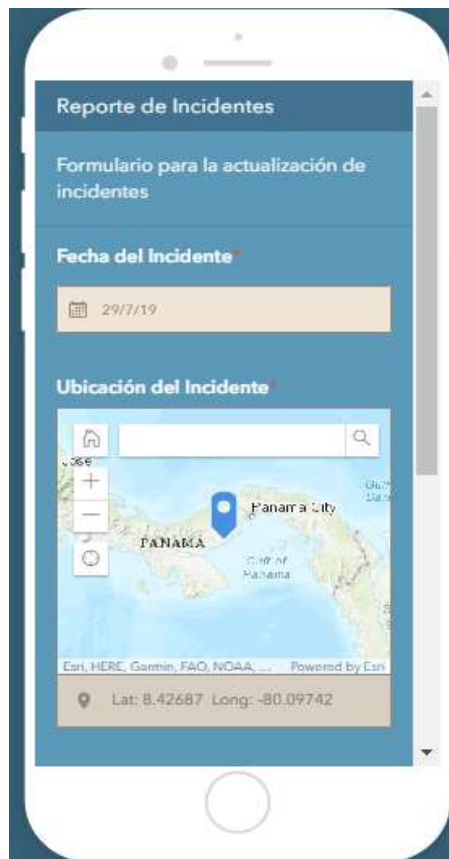 Reporte de Incidentes
Formulario para la actualización de
incidentes
Fecha del Incidente*
29/7/19
Ubicación del Incidente*
Jose
Panama City
PANAMA
Gulf of
Panama
Esri, HERE, Garmin, FAO, NOAA, ... Powered by Esri
Lat: 8.42687 Long: -80.09742